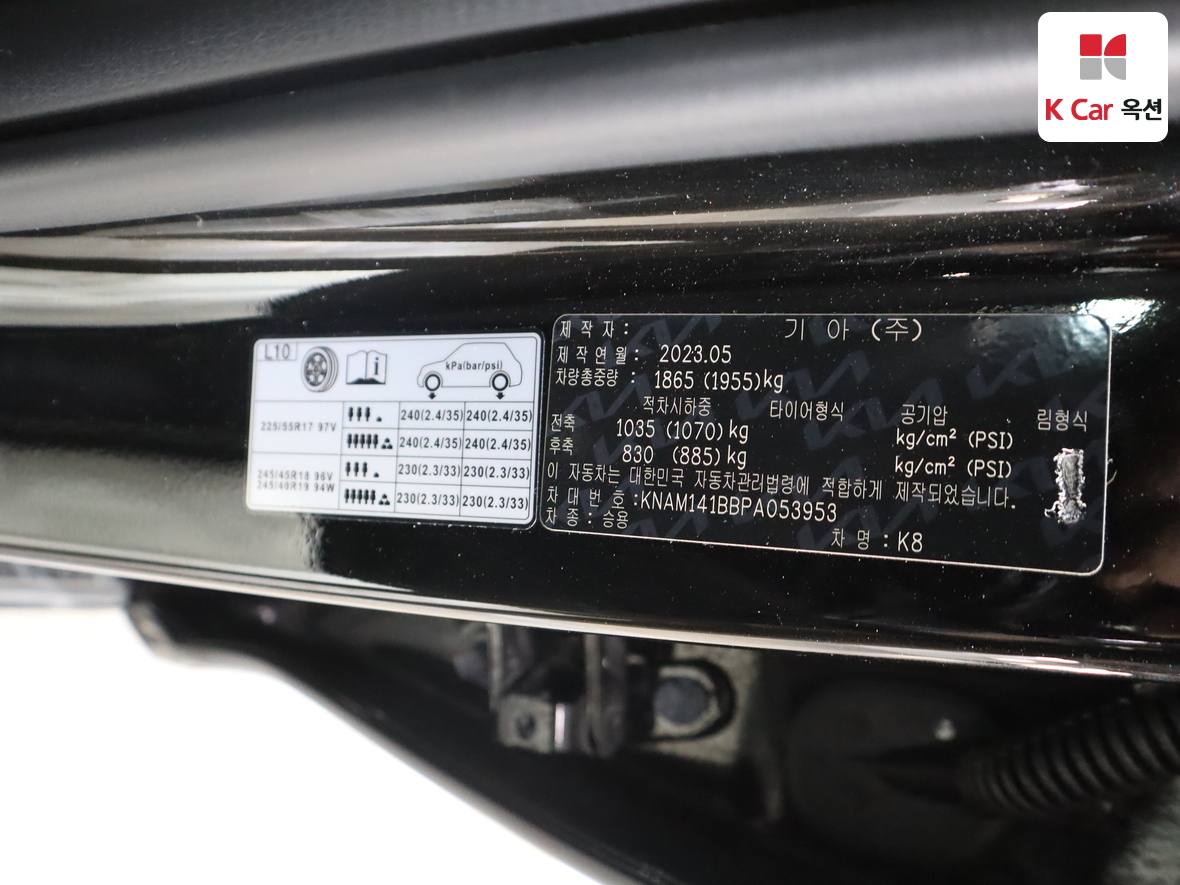 K Car 옥션
L10
kPa(bar/psi)
225/55R17 97V 240(2.4/35) 240(2.4/35)
240(2.4/35) 240(2.4/35)
245/45R18 96V
245/40R19 94W
230(2.3/33) 230(2.3/33)
230(2.3/33) 230(2.3/33)
제작자: 기아(주)
제작연월: 2023.05
차량총중량: 1865 (1955)kg
적차시하중 타이어형식 공기압 림형식
전축 1035 (1070)kg kg/cm² (PSI)
후축 830 (885)kg kg/cm² (PSI)
이 자동차는 대한민국 자동차관리법령에 적합하게 제작되었습니다.
차대번호:KNAM141BBPA053953
차종: 승용 차명:K8